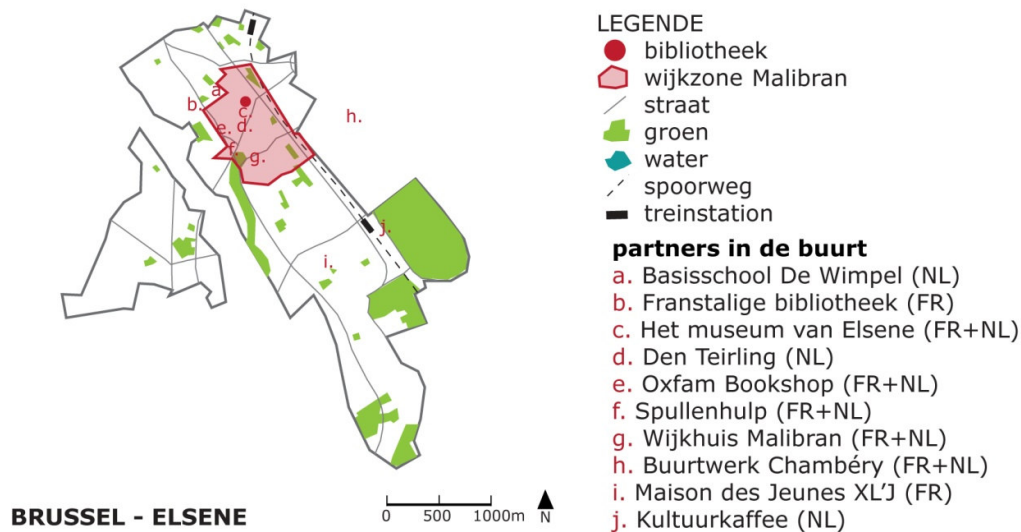 LEGENDE
bibliotheek
wijkzone Malibran
straat
groen
water
spoorweg
treinstation
partners in de buurt
a. Basisschool De Wimpel (NL)
b. Franstalige bibliotheek (FR)
c. Het museum van Elsene (FR+NL)
d. Den Teirling (NL)
e. Oxfam Bookshop (FR+NL)
f. Spullenhulp (FR+NL)
g. Wijkhuis Malibran (FR+NL)
h. Buurtwerk Chambéry (FR+NL)
i. Maison des Jeunes XL'J (FR)
j. Kultuurkaffee (NL)
a.
b.
c.
h.
e.
d.
f.
g.
j.
i.
BRUSSEL - ELSENE
0 500 1000m N